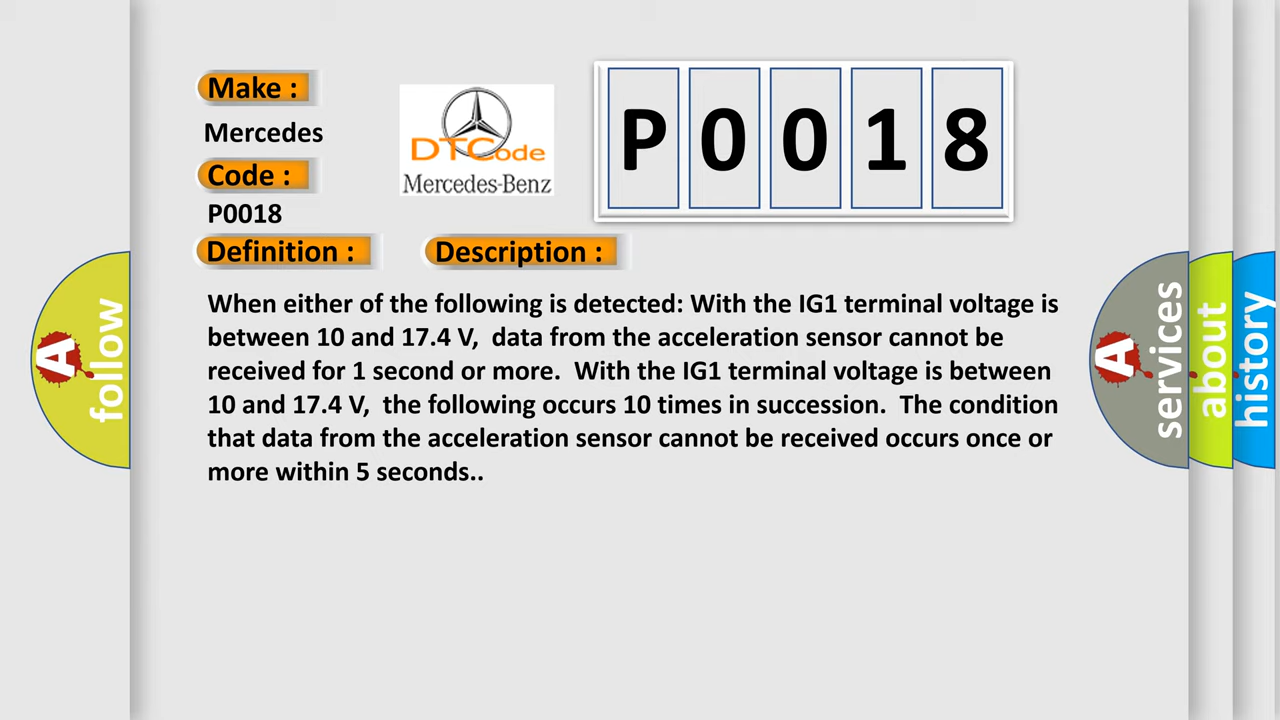 Make :
Mercedes
Code :
P0018
DTCode
Mercedes-Benz
P0018
Definition :
Description :
When either of the following is detected: With the IG1 terminal voltage is
between 10 and 17.4 V,  data from the acceleration sensor cannot be
received for 1 second or more.  With the IG1 terminal voltage is between
10 and 17.4 V,  the following occurs 10 times in succession.  The condition
that data from the acceleration sensor cannot be received occurs once or
more within 5 seconds..
A follow
A services
about
history